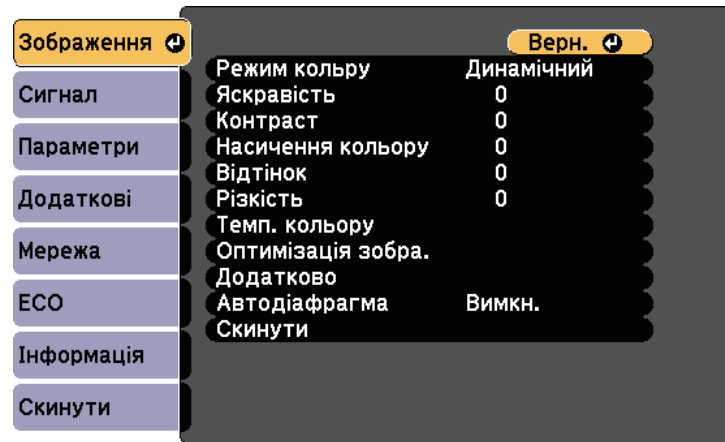 Зображення
Сигнал
Параметри
Додаткові
Мережа
ECO
Інформація
Скинути
Верн.
Режим кольру Динамічний
Яскравість 0
Контраст 0
Насичення кольору 0
Відтінок 0
Різкість 0
Темп. кольору
Оптимізація зобра.
Додатково
Автодіафрагма Вимкн.
Скинути